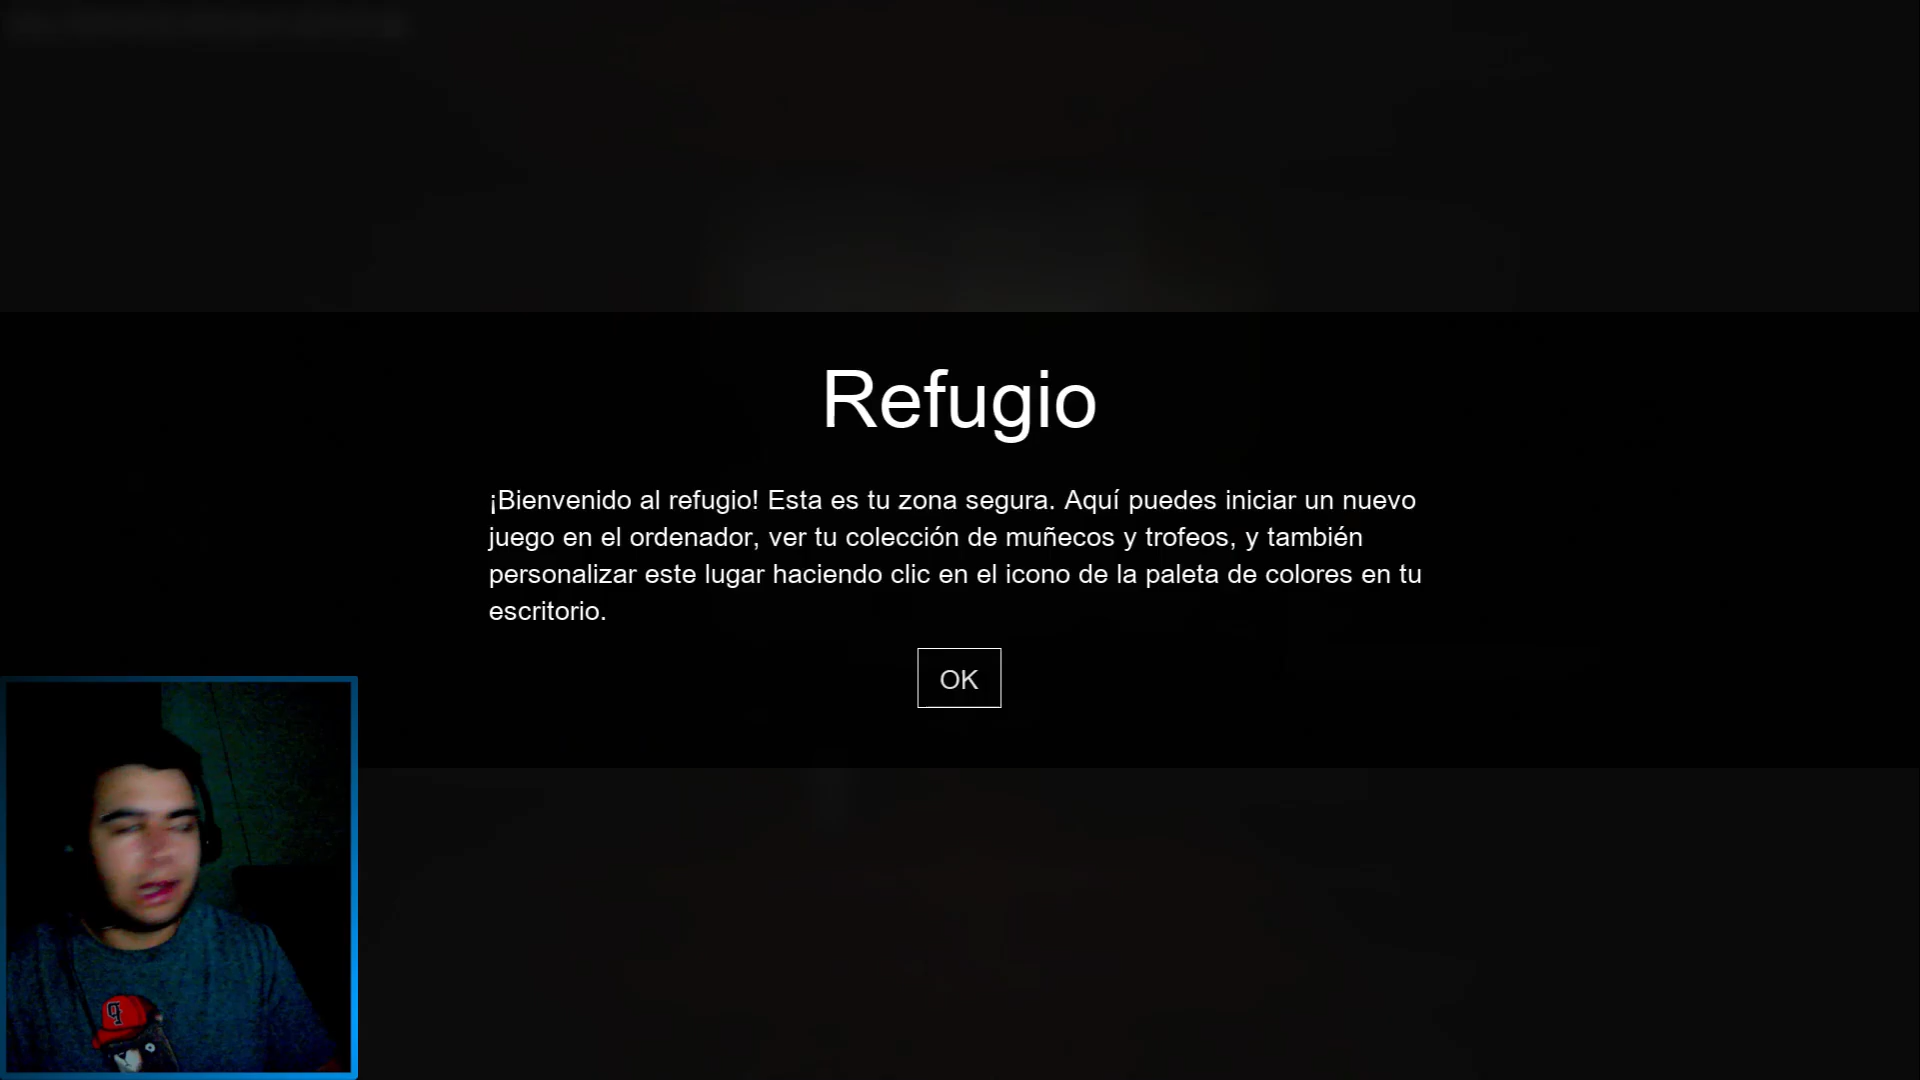 Refugio
¡Bienvenido al refugio! Esta es tu zona segura. Aquí puedes iniciar un nuevo
juego en el ordenador, ver tu colección de muñecos y trofeos, y también
personalizar este lugar haciendo clic en el icono de la paleta de colores en tu
escritorio.
OK